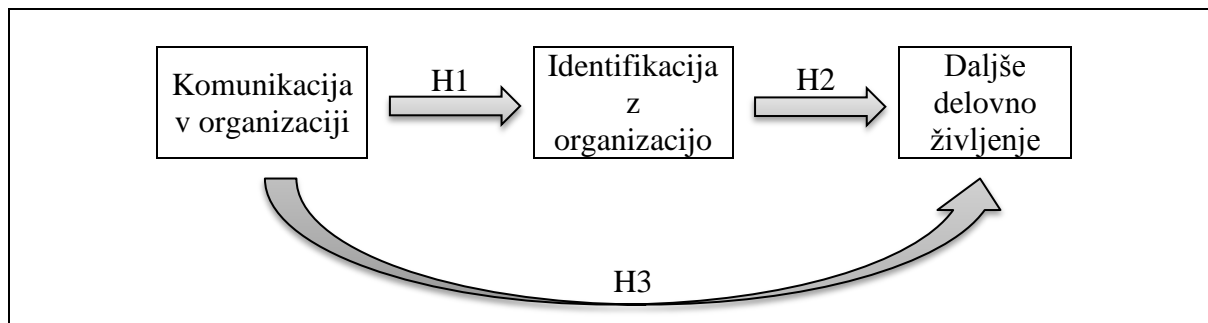 Komunikacija
v organizaciji
H1
Identifikacija
z
organizacijo
H2
Daljše
delovno
življenje
H3